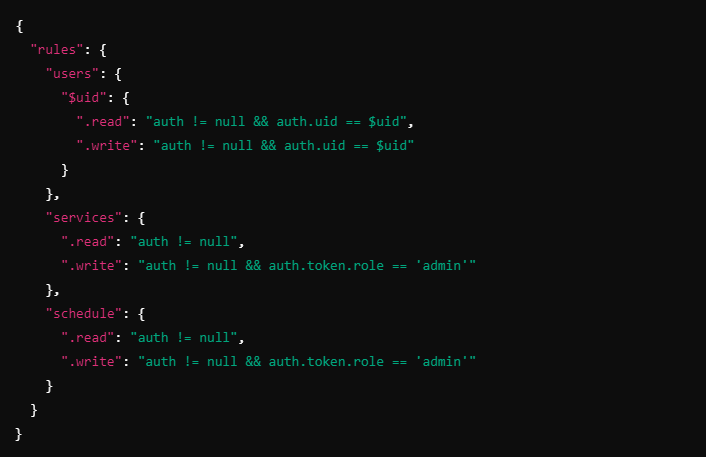 {
  "rules": {
    "users": {
      "$uid": {
        ".read": "auth != null && auth.uid == $uid",
        ".write": "auth != null && auth.uid == $uid"
      }
    },
    "services": {
      ".read": "auth != null",
      ".write": "auth != null && auth.token.role == 'admin'"
    },
    "schedule": {
      ".read": "auth != null",
      ".write": "auth != null && auth.token.role == 'admin'"
    }
  }
}